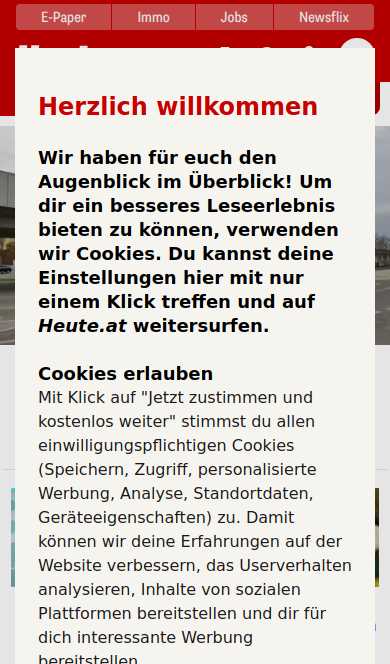 E-Paper Immo Jobs Newsflix
Herzlich willkommen
Wir haben für euch den
Augenblick im Überblick! Um
dir ein besseres Leseerlebnis
bieten zu können, verwenden
wir Cookies. Du kannst deine
Einstellungen hier mit nur
einem Klick treffen und auf
Heute.at weitersurfen.
Cookies erlauben
Mit Klick auf "Jetzt zustimmen und
kostenlos weiter" stimmst du allen
einwilligungspflichtigen Cookies
(Speichern, Zugriff, personalisierte
Werbung, Analyse, Standortdaten,
Geräteeigenschaften) zu. Damit
können wir deine Erfahrungen auf der
Website verbessern, das Userverhalten
analysieren, Inhalte von sozialen
Plattformen bereitstellen und dir für
dich interessante Werbung
bereitstellen